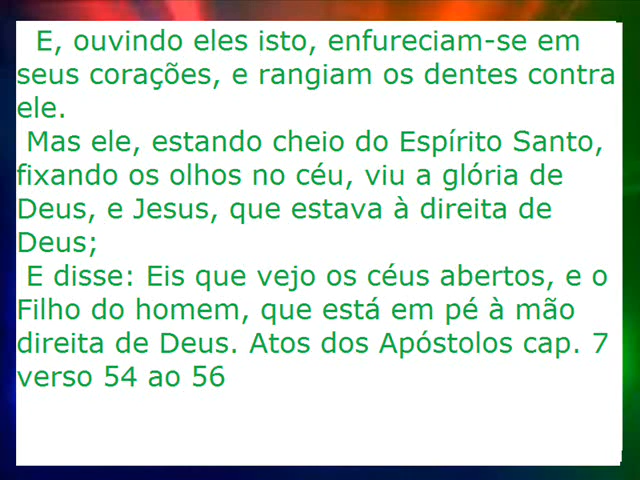 E, ouvindo eles isto, enfureciam-se em
seus corações, e rangiam os dentes contra
ele.
Mas ele, estando cheio do Espírito Santo,
fixando os olhos no céu, viu a glória de
Deus, e Jesus, que estava à direita de
Deus;
E disse: Eis que vejo os céus abertos, e o
Filho do homem, que está em pé à mão
direita de Deus. Atos dos Apóstolos cap. 7
verso 54 ao 56